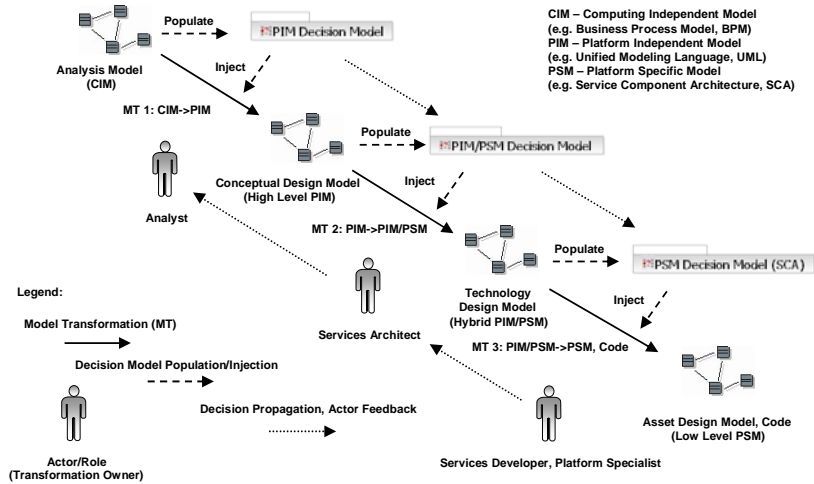 CIM – Computing Independent Model
(e.g. Business Process Model, BPM)
PIM – Platform Independent Model
(e.g. Unified Modeling Language, UML)
PSM – Platform Specific Model
(e.g. Service Component Architecture, SCA)
Populate
PIM Decision Model
Analysis Model
(CIM)
Inject
MT 1: CIM->PIM
Populate
PIM/PSM Decision Model
Conceptual Design Model
(High Level PIM)
Inject
Analyst
MT 2: PIM->PIM/PSM
Populate
PSM Decision Model (SCA)
Technology
Design Model
(Hybrid PIM/PSM)
Inject
Services Architect
MT 3: PIM/PSM->PSM, Code
Asset Design Model, Code
(Low Level PSM)
Services Developer, Platform Specialist
Legend:
Model Transformation (MT)
Decision Model Population/Injection
Decision Propagation, Actor Feedback
Actor/Role
(Transformation Owner)